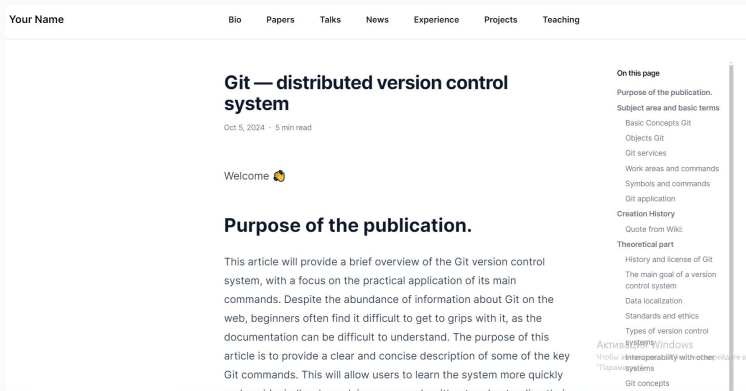 Your Name
Bio
Papers
Talks
News
Experience
Projects
Teaching
Git — distributed version control
system
Oct 5, 2024 · 5 min read
Welcome 👏
Purpose of the publication.
This article will provide a brief overview of the Git version control
system, with a focus on the practical application of its main
commands. Despite the abundance of information about Git on the
web, beginners often find it difficult to get to grips with it, as the
documentation can be difficult to understand. The purpose of this
article is to provide a clear and concise description of some of the key
Git commands. This will allow users to learn the system more quickly
On this page
Purpose of the publication.
Subject area and basic terms
Basic Concepts Git
Objects Git
Git services
Work areas and commands
Symbols and commands
Git application
Creation History
Quote from Wiki:
Theoretical part
History and license of Git
The main goal of a version
control system
Data localization
Standards and ethics
Types of version control
systems
Interoperability with other
systems
Git concepts
Активация Windows
Чтобы